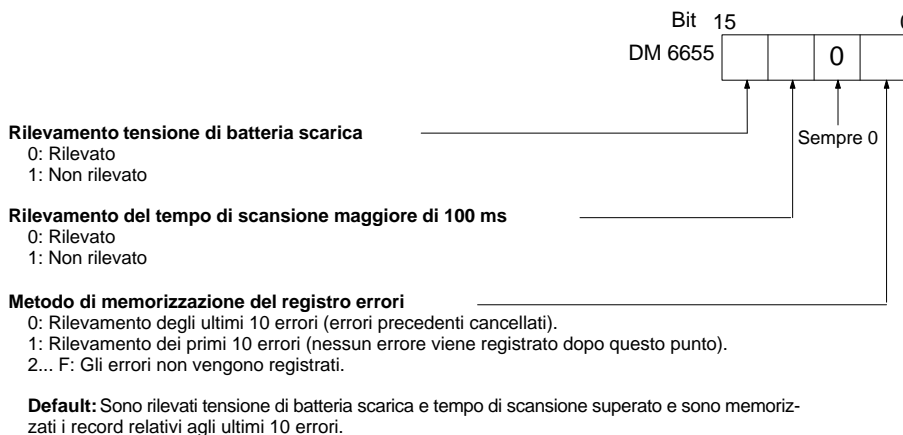 Bit 15 0
DM 6655 0
Sempre 0
Rilevamento tensione di batteria scarica
0: Rilevato
1: Non rilevato
Rilevamento del tempo di scansione maggiore di 100 ms
0: Rilevato
1: Non rilevato
Metodo di memorizzazione del registro errori
0: Rilevamento degli ultimi 10 errori (errori precedenti cancellati).
1: Rilevamento dei primi 10 errori (nessun errore viene registrato dopo questo punto).
2... F: Gli errori non vengono registrati.
Default: Sono rilevati tensione di batteria scarica e tempo di scansione superato e sono memoriz-
zati i record relativi agli ultimi 10 errori.